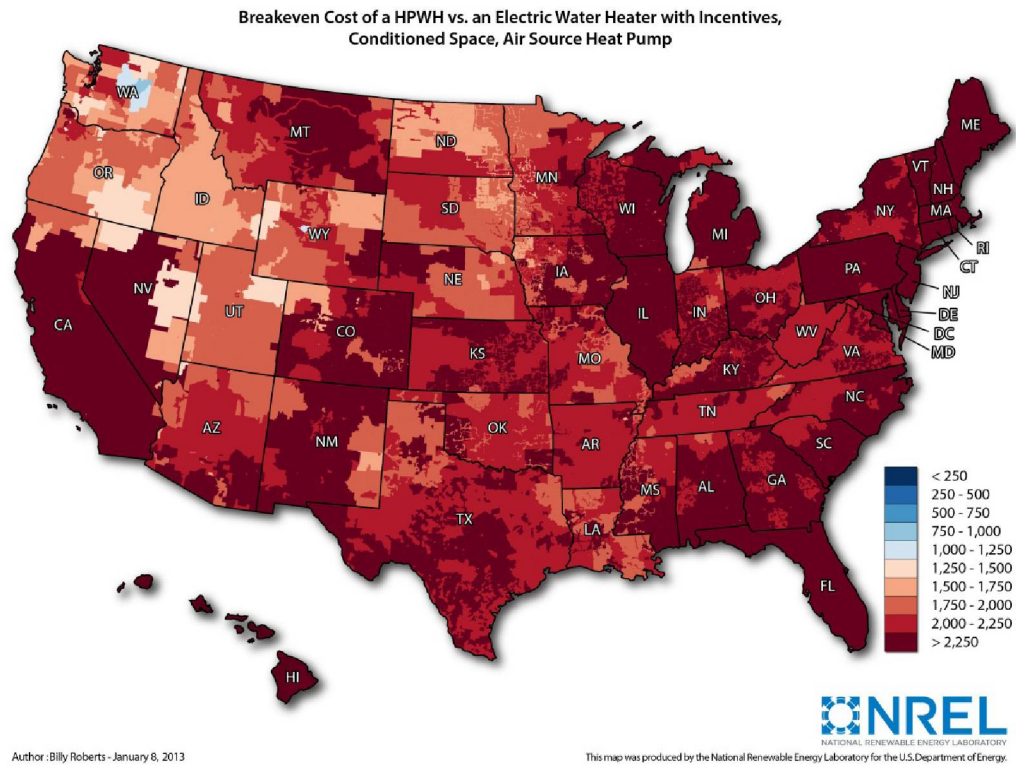 Breakeven Cost of a HPWH vs. an Electric Water Heater with Incentives,
Conditioned Space, Air Source Heat Pump
WA
MT
ND
MN
ME
OR
ID
SD
WI
VT
NH
WY
MI
NY
MA
RI
CT
NV
NE
IA
PA
NJ
UT
CO
IL
IN
OH
DE
DC
MD
CA
KS
MO
WV
VA
KY
AZ
NM
OK
AR
TN
NC
SC
TX
MS
AL
GA
LA
FL
HI
< 250
250 - 500
500 - 750
750 - 1,000
1,000 - 1,250
1,250 - 1,500
1,500 - 1,750
1,750 - 2,000
2,000 - 2,250
> 2,250
NREL
NATIONAL RENEWABLE ENERGY LABORATORY
Author : Billy Roberts - January 8, 2013
This map was produced by the National Renewable Energy Laboratory for the U.S. Department of Energy.